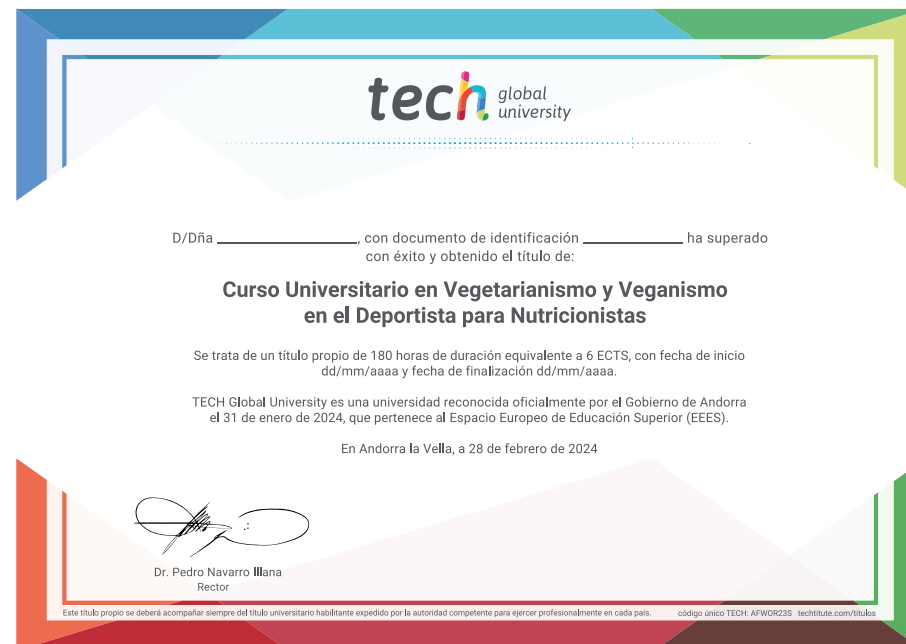 tech global university
D/Dña ____________________, con documento de identificación ______________ ha superado
con éxito y obtenido el título de:
Curso Universitario en Vegetarianismo y Veganismo
en el Deportista para Nutricionistas
Se trata de un título propio de 180 horas de duración equivalente a 6 ECTS, con fecha de inicio
dd/mm/aaaa y fecha de finalización dd/mm/aaaa.
TECH Global University es una universidad reconocida oficialmente por el Gobierno de Andorra
el 31 de enero de 2024, que pertenece al Espacio Europeo de Educación Superior (EEES).
En Andorra la Vella, a 28 de febrero de 2024
Dr. Pedro Navarro Illana
Rector
Este título propio se deberá acompañar siempre del título universitario habilitante expedido por la autoridad competente para ejercer profesionalmente en cada país. código único TECH: AFWOR23S techtitute.com/titulos